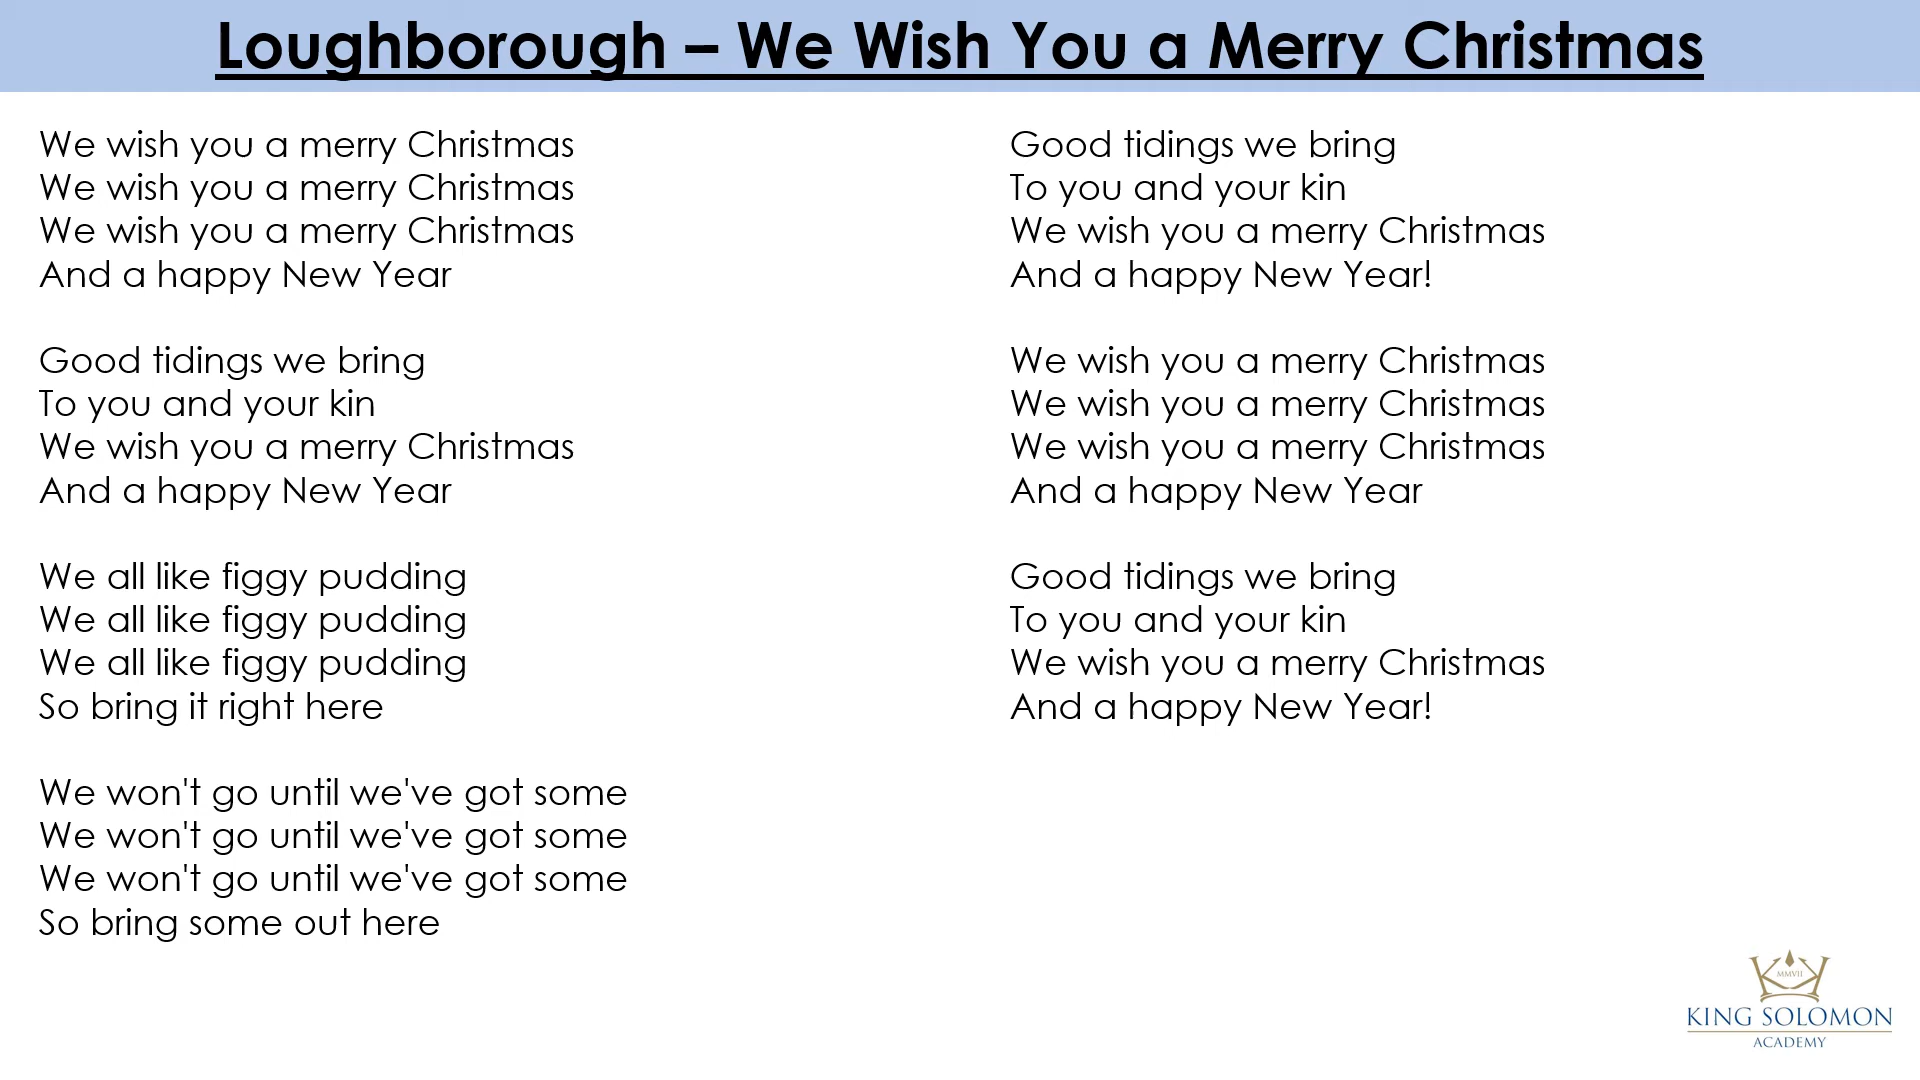 Loughborough – We Wish You a Merry Christmas
We wish you a merry Christmas
We wish you a merry Christmas
We wish you a merry Christmas
And a happy New Year
Good tidings we bring
To you and your kin
We wish you a merry Christmas
And a happy New Year
We all like figgy pudding
We all like figgy pudding
We all like figgy pudding
So bring it right here
We won't go until we've got some
We won't go until we've got some
We won't go until we've got some
So bring some out here
Good tidings we bring
To you and your kin
We wish you a merry Christmas
And a happy New Year!
We wish you a merry Christmas
We wish you a merry Christmas
We wish you a merry Christmas
And a happy New Year
Good tidings we bring
To you and your kin
We wish you a merry Christmas
And a happy New Year!
MMVII
KING SOLOMON
ACADEMY